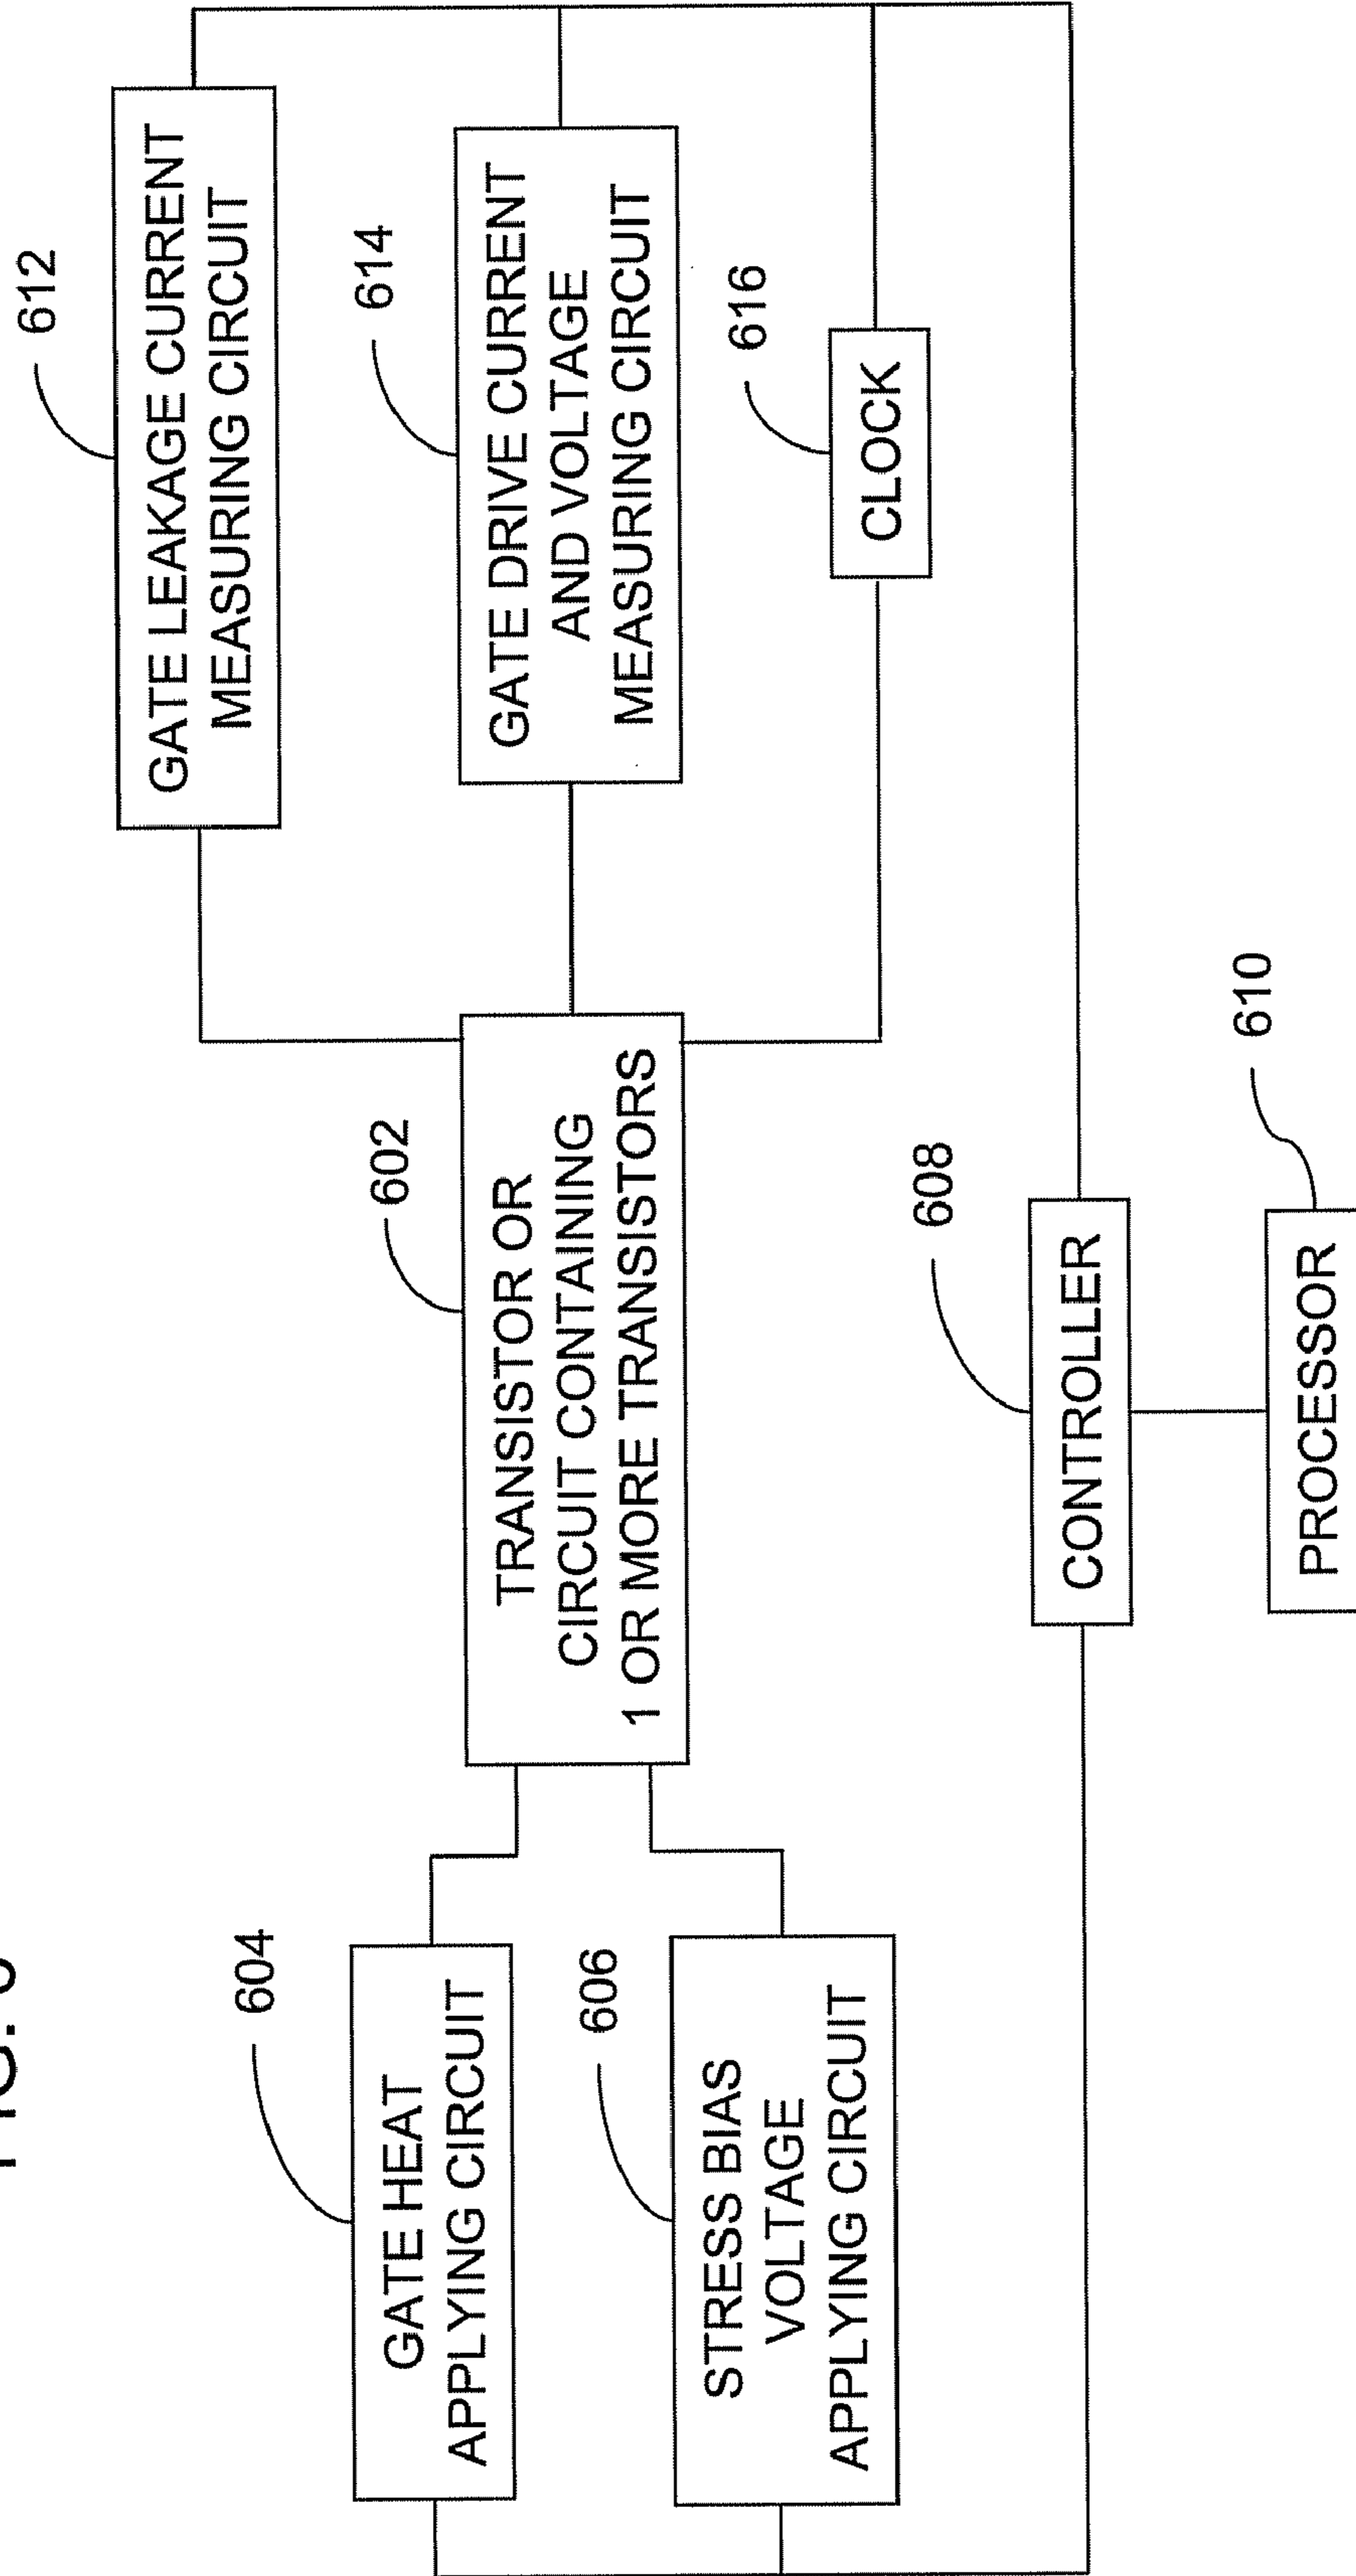 612
GATE LEAKAGE CURRENT
MEASURING CIRCUIT
604
GATE HEAT
APPLYING CIRCUIT
602
TRANSISTOR OR
CIRCUIT CONTAINING
1 OR MORE TRANSISTORS
614
GATE DRIVE CURRENT
AND VOLTAGE
MEASURING CIRCUIT
606
STRESS BIAS
VOLTAGE
APPLYING CIRCUIT
616
CLOCK
608
CONTROLLER
610
PROCESSOR